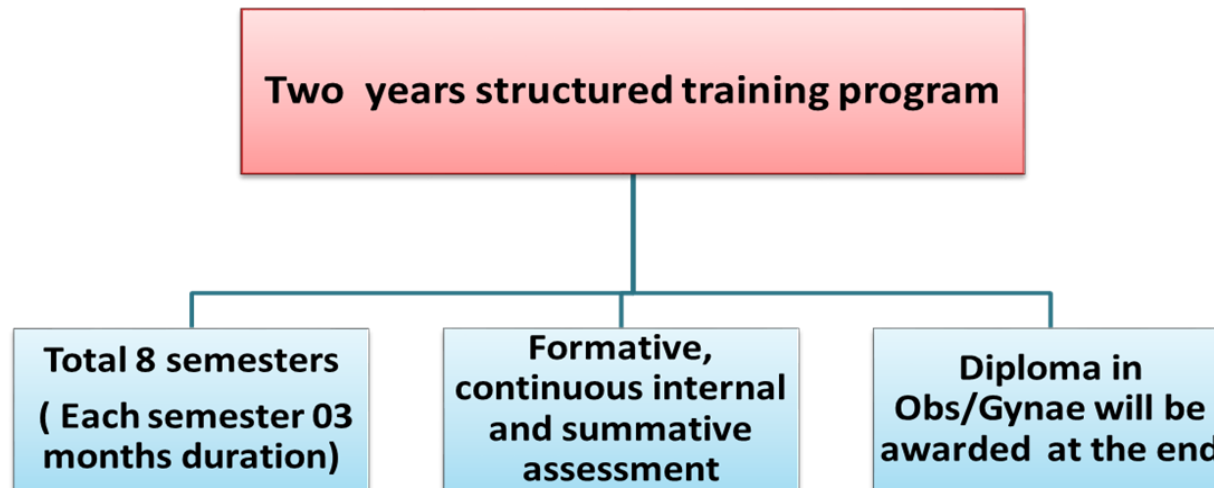 Two years structured training program
Total 8 semesters
( Each semester 03
months duration)
Formative,
continuous internal
and summative
assessment
Diploma in
Obs/Gynae will be
awarded at the end